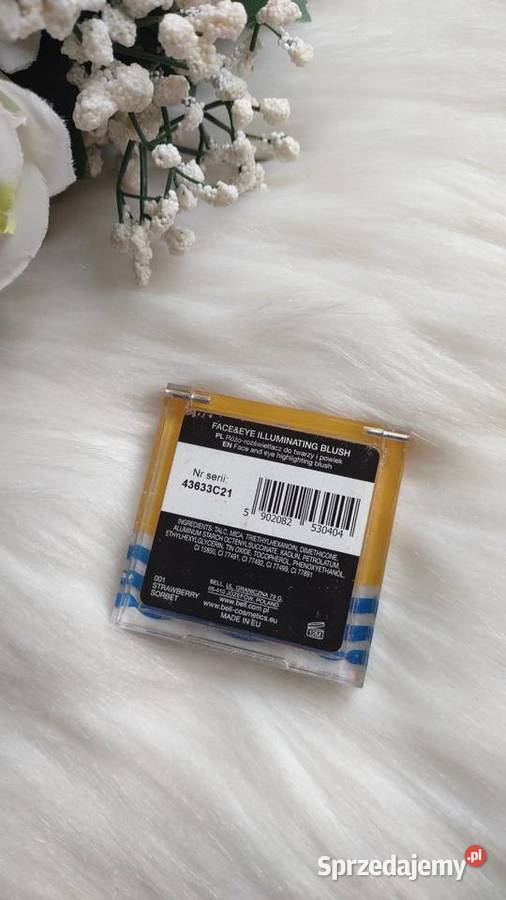 FACE&EYE ILLUMINATING BLUSH
PL Różo-rozświetlacz do twarzy i powiek
EN Face and eye highlighting blush
Nr serii:
43633C21
5 902082 530404
INGREDIENTS: TALC, MICA, TRIETHYLHEXANOIN, DIMETHICONE,
ALUMINUM STARCH OCTENYLSUCCINATE, KAOLIN, PETROLATUM,
ETHYLHEXYLGLYCERIN, TIN OXIDE, TOCOPHEROL, PHENOXYETHANOL,
CI 15850, CI 77491, CI 77492, CI 77499, CI 77891
001
STRAWBERRY
SORBET
BELL UL. GRANICZNA 79 G,
05-410 JÓZEFÓW, POLAND
www.bell.com.pl
www.bell-cosmetics.eu
MADE IN EU
Sprzedajemy.pl